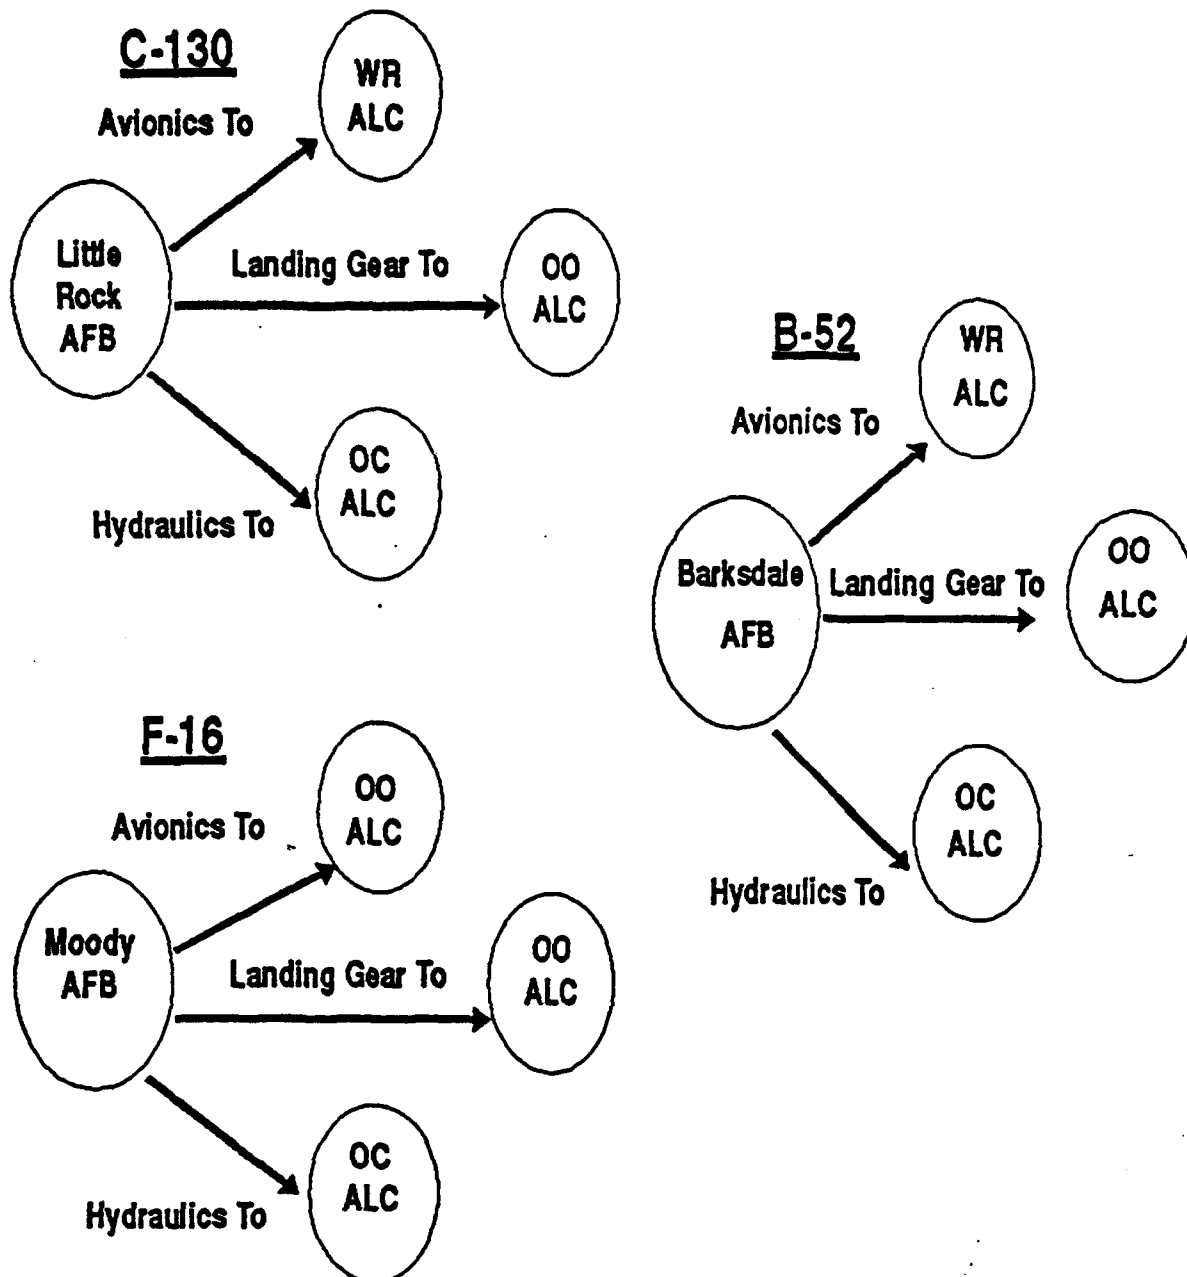 C-130
Avionics To
WR
ALC
Little
Rock
AFB
Landing Gear To
OO
ALC
Hydraulics To
OC
ALC
B-52
Avionics To
WR
ALC
Barksdale
AFB
Landing Gear To
OO
ALC
Hydraulics To
OC
ALC
F-16
Avionics To
OO
ALC
Moody
AFB
Landing Gear To
OO
ALC
Hydraulics To
OC
ALC